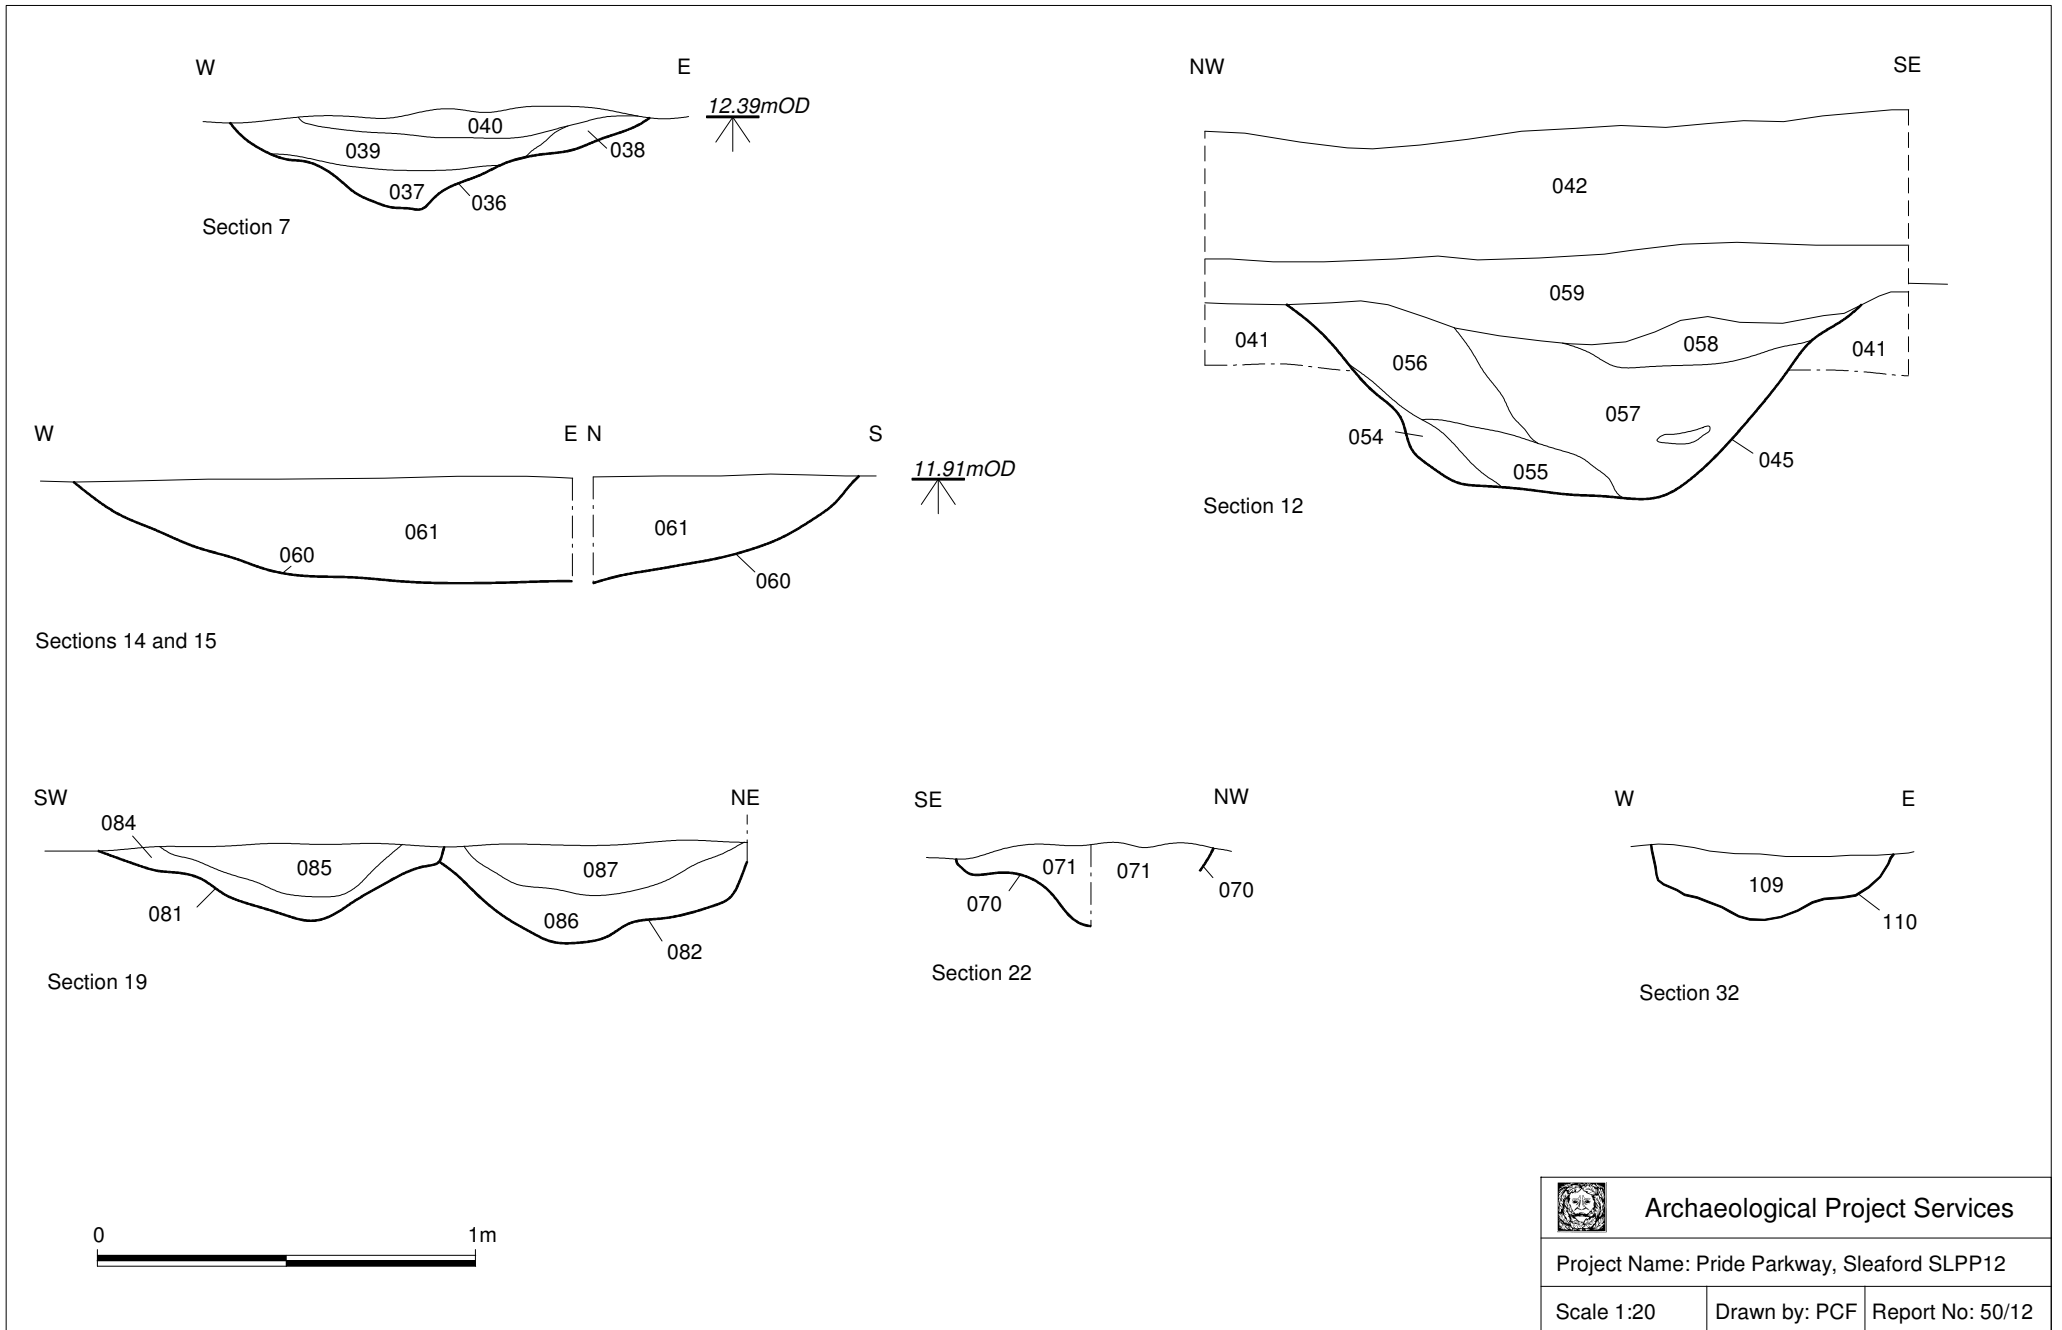 W E
12.39mOD
040
039
038
037
036
Section 7
NW SE
042
059
041
058
041
056
057
054
055
045
Section 12
W E N S
11.91mOD
061
061
060
060
Sections 14 and 15
SW NE
084
085
087
081
086
082
Section 19
SE NW
071
071
070
070
Section 22
W E
109
110
Section 32
0 1m
Archaeological Project Services
Project Name: Pride Parkway, Sleaford SLPP12
Scale 1:20 Drawn by: PCF Report No: 50/12